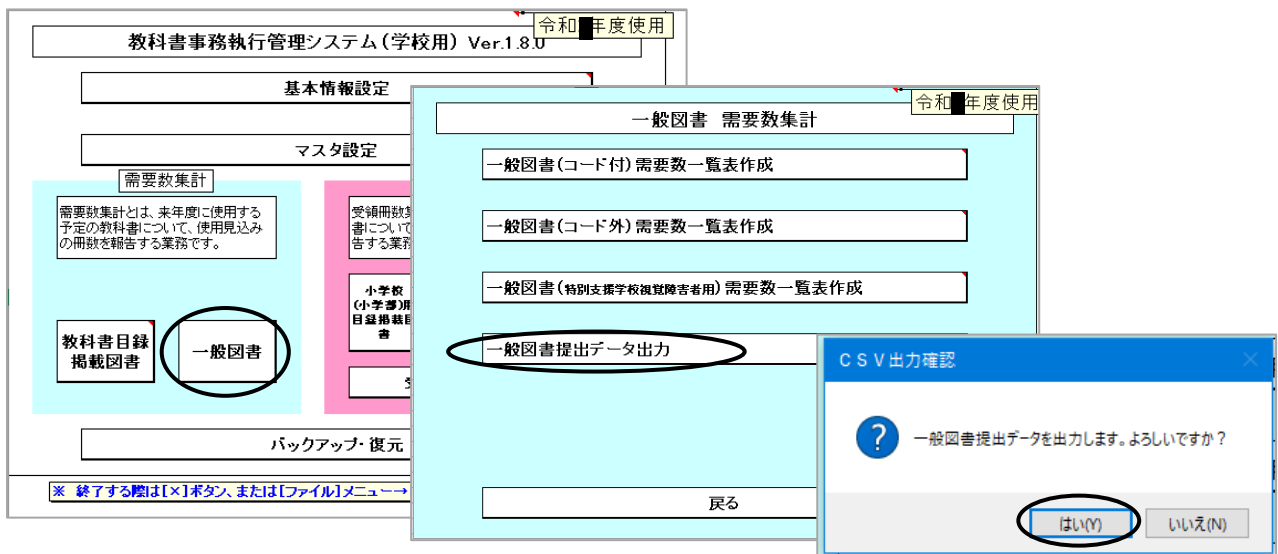 令和 年度使用
教科書事務執行管理システム（学校用） Ver.1.8.0
基本情報設定
マスタ設定
需要数集計
需要数集計とは、来年度に使用する
予定の教科書について、使用見込み
の冊数を報告する業務です。
教科書目録
掲載図書
一般図書
受領冊数
書について
告する業務
小学校
(小学部)用
目録掲載
書
バックアップ・復元
※ 終了する際は[×]ボタン、または[ファイル]メニュー→
令和 年度使用
一般図書 需要数集計
一般図書(コード付)需要数一覧表作成
一般図書(コード外)需要数一覧表作成
一般図書(特別支援学校視覚障害者用)需要数一覧表作成
一般図書提出データ出力
戻る
ＣＳＶ出力確認
一般図書提出データを出力します。よろしいですか？
はい(Y)
いいえ(N)